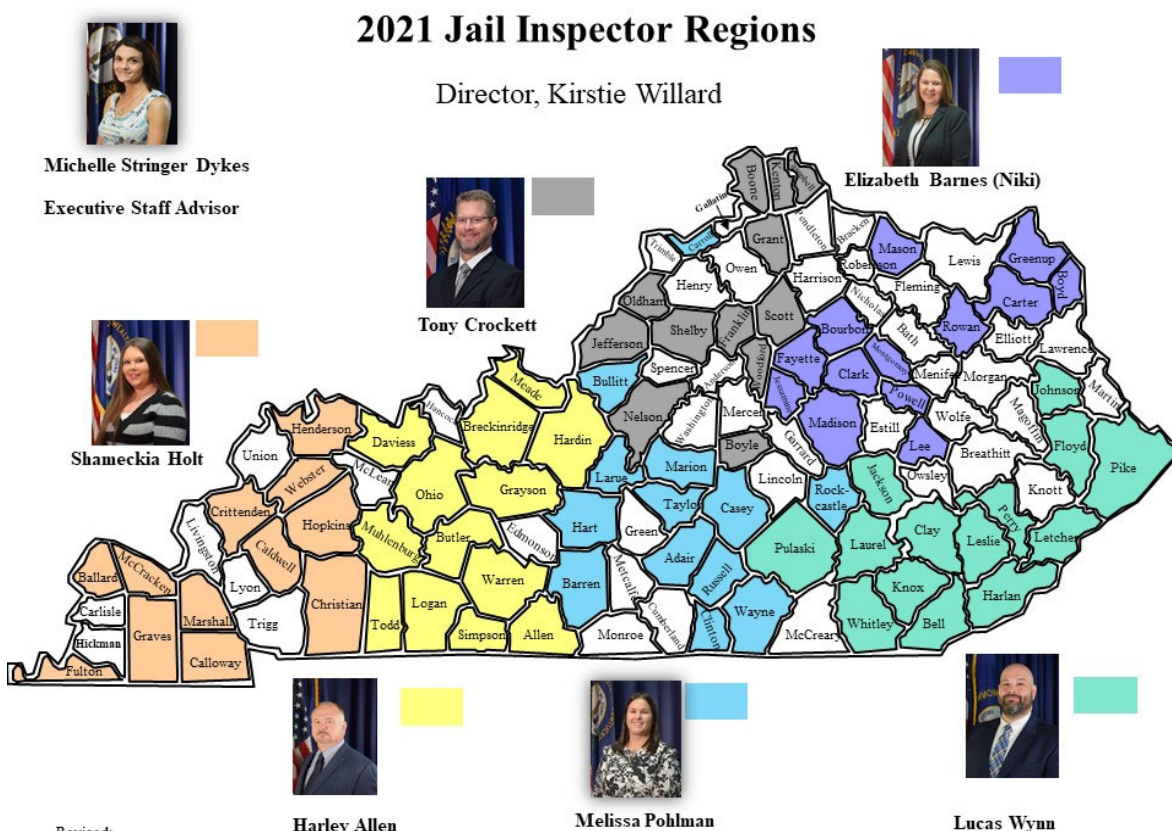 2021 Jail Inspector Regions
Director, Kirstie Willard
Michelle Stringer Dykes
Executive Staff Advisor
Elizabeth Barnes (Niki)
Tony Crockett
Shameckia Holt
Boone
Kenton
Campbell
Gallatin
Carroll
Trimble
Grant
Pendleton
Bracken
Mason
Lewis
Greenup
Boyd
Owen
Henry
Harrison
Robertson
Fleming
Carter
Nicholas
Oldham
Shelby
Franklin
Scott
Bourbon
Bath
Rowan
Elliott
Lawrence
Jefferson
Spencer
Anderson
Woodford
Fayette
Clark
Montgomery
Menifee
Morgan
Johnson
Martin
Bullitt
Nelson
Washington
Mercer
Jessamine
Madison
Powell
Estill
Wolfe
Magoffin
Floyd
Pike
Meade
Hancock
Breckinridge
Hardin
Boyle
Garrard
Lee
Breathitt
Henderson
Daviess
Union
Webster
McLean
Ohio
Grayson
Larue
Marion
Lincoln
Rock-
castle
Jackson
Owsley
Knott
Perry
Letcher
Crittenden
Hopkins
Muhlenburg
Butler
Edmonson
Hart
Green
Taylor
Casey
Pulaski
Laurel
Clay
Leslie
Harlan
Livingston
Caldwell
Lyon
Warren
Barren
Metcalfe
Adair
Russell
Wayne
Knox
Bell
Whitley
McCreary
Ballard
McCracken
Carlisle
Hickman
Graves
Marshall
Trigg
Christian
Todd
Logan
Simpson
Allen
Monroe
Cumberland
Clinton
Fulton
Calloway
Revised:
Harley Allen
Melissa Pohlman
Lucas Wynn